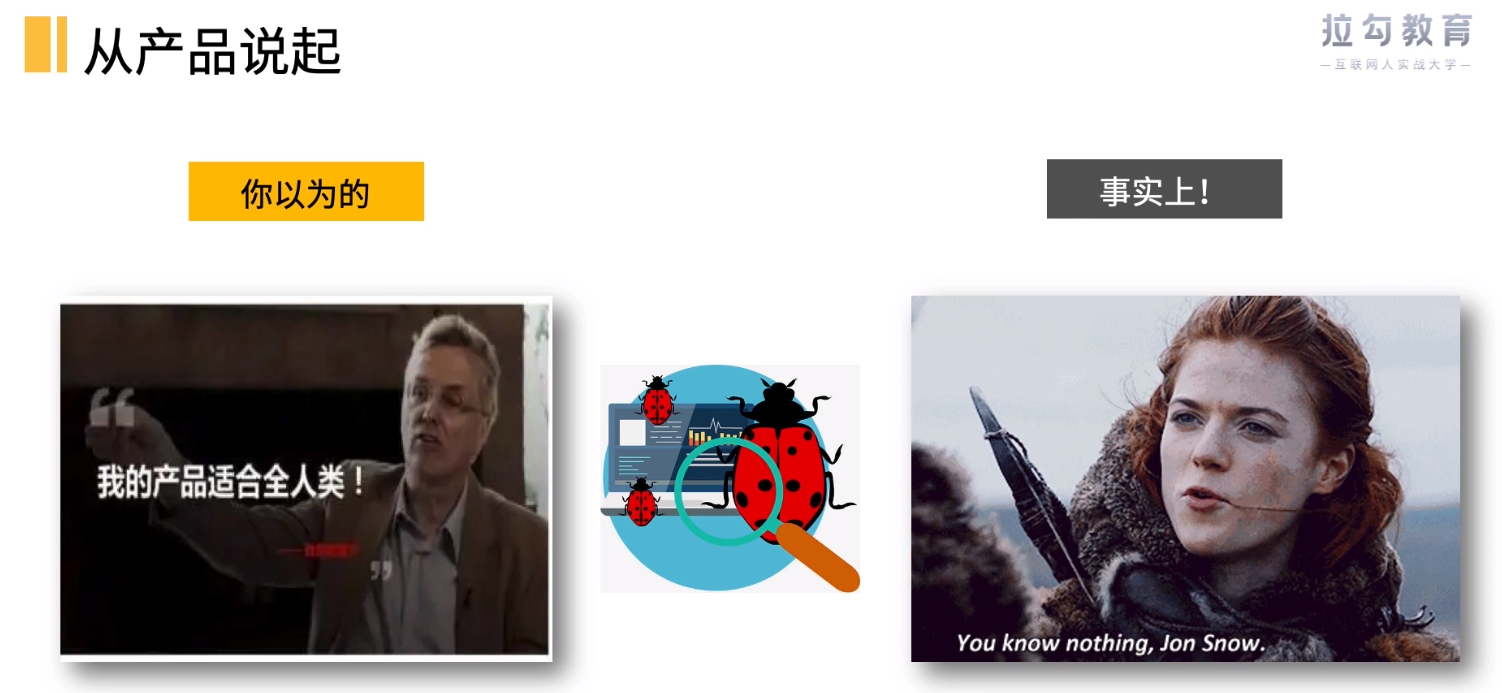 从产品说起
拉勾教育
—互联网人实战大学—
你以为的
事实上!
“
我的产品适合全人类!
”
You know nothing, Jon Snow.